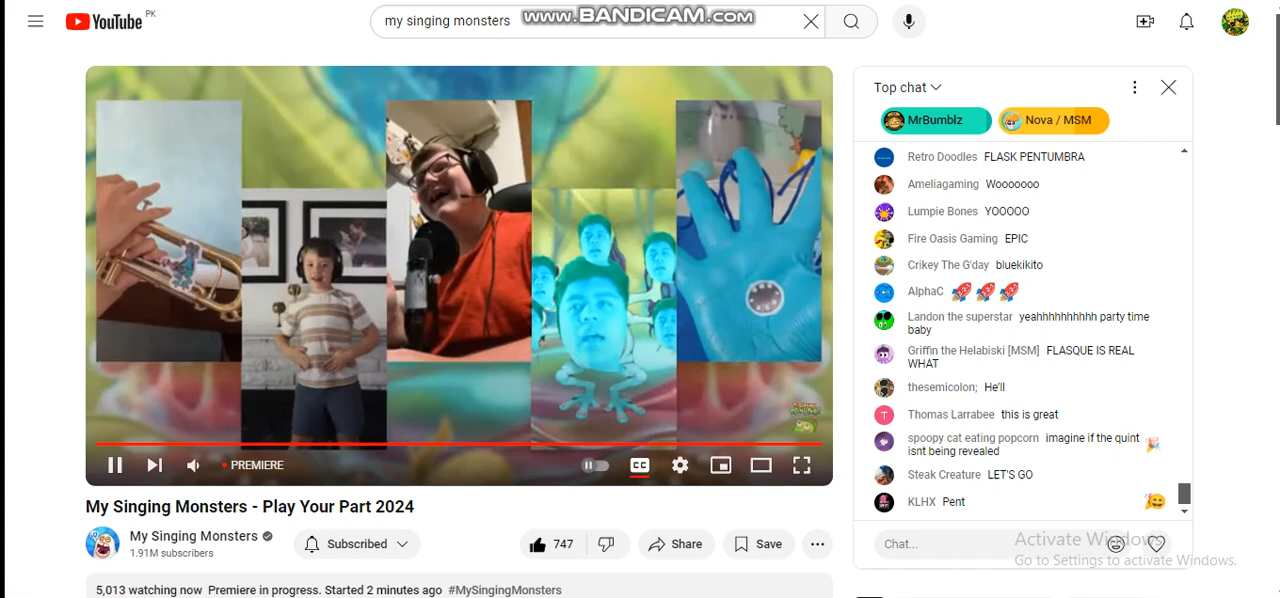 YouTube PK
my singing monsters
WWW.BANDICAM.COM
Top chat
MrBumblz
Nova / MSM
Retro Doodles FLASK PENTUMBRA
Ameliagaming Wooooooo
Lumpie Bones YOOOOO
Fire Oasis Gaming EPIC
Crikey The G'day bluekikito
AlphaC
Landon the superstar yeahhhhhhhhhh party time
baby
Griffin the Helabiski [MSM] FLASQUE IS REAL
WHAT
thesemicolon; He'll
T
Thomas Larrabee this is great
spoopy cat eating popcorn imagine if the quint
isnt being revealed
Steak Creature LET'S GO
KLHX Pent
Chat...
Activate Windows
Go to Settings to activate Windows.
PREMIERE
CC
My Singing Monsters - Play Your Part 2024
My Singing Monsters
1.91M subscribers
Subscribed
747
Share
Save
5,013 watching now Premiere in progress. Started 2 minutes ago #MySingingMonsters